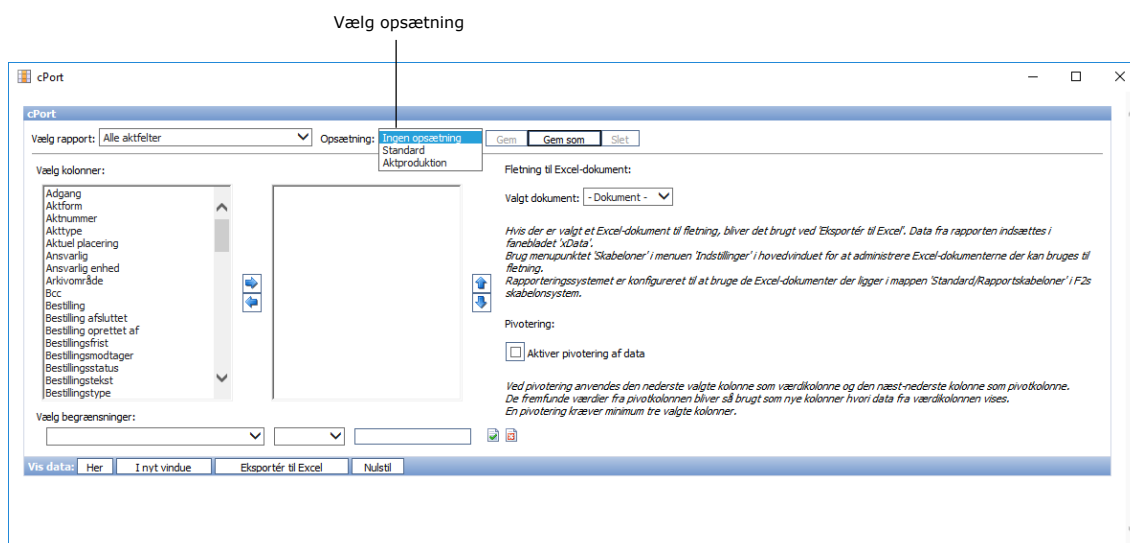 Vælg opsætning
cPort
cPort
Vælg rapport: Alle aktfelter Opsætning: Ingen opsætning Gem Gem som Slet
Standard
Aktproduktion
Vælg kolonner:
Adgang
Aktform
Aktnummer
Akttype
Aktuel placering
Ansvarlig
Ansvarlig enhed
Arkivområde
Bcc
Bestilling
Bestilling afsluttet
Bestilling oprettet af
Bestillingsfrist
Bestillingsmodtager
Bestillingsstatus
Bestillingstekst
Bestillingstype
Fletning til Excel-dokument:
Valgt dokument: - Dokument -
Hvis der er valgt et Excel-dokument til fletning, bliver det brugt ved 'Eksportér til Excel'. Data fra rapporten indsættes i
fanebladet 'xData'.
Brug menupunktet 'Skabeloner' i menuen 'Indstillinger' i hovedvinduet for at administrere Excel-dokumenterne der kan bruges til
fletning.
Rapporteringssystemet er konfigureret til at bruge de Excel-dokumenter der ligger i mappen 'Standard/Rapportskabeloner' i F2s
skabelonsystem.
Pivotering:
Aktiver pivotering af data
Ved pivotering anvendes den nederste valgte kolonne som værdikolonne og den næst-nederste kolonne som pivotkolonne.
De fremfundne værdier fra pivotkolonnen bliver så brugt som nye kolonner hvori data fra værdikolonnen vises.
En pivotering kræver minimum tre valgte kolonner.
Vælg begrænsninger:
Vis data: Her I nyt vindue Eksportér til Excel Nulstil